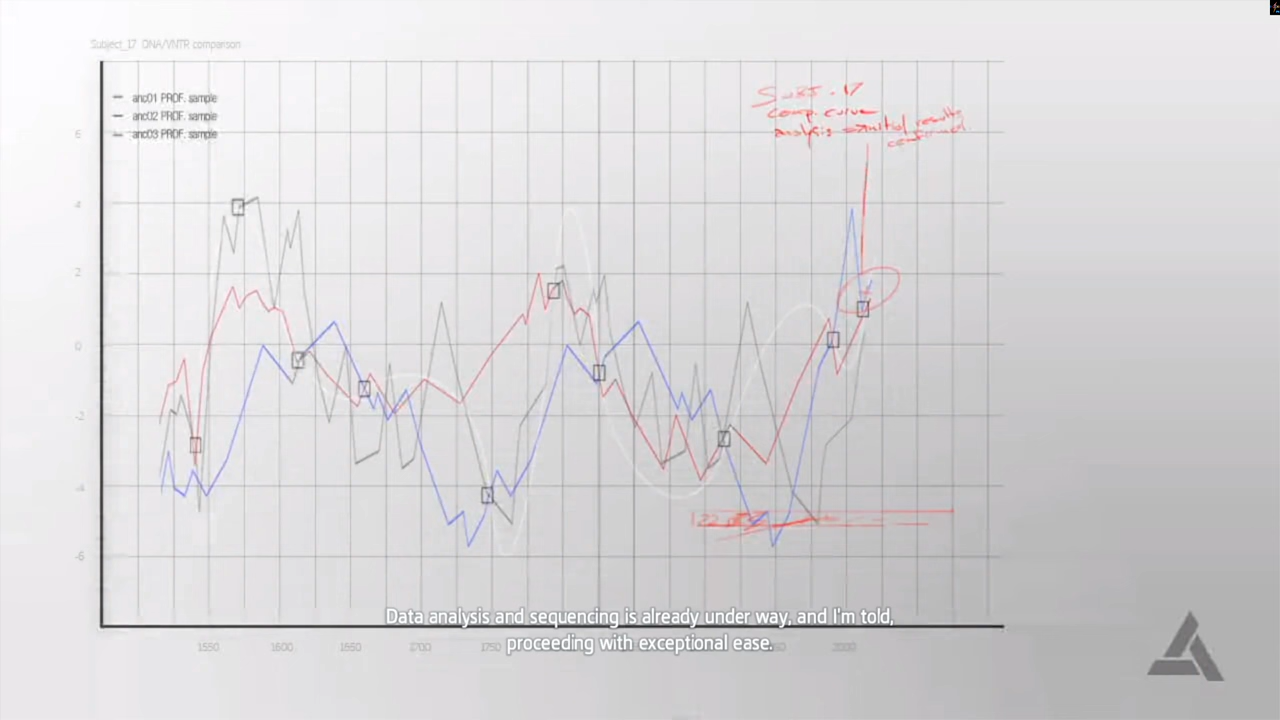 Subject_17 DNA/VNTR comparison
anc01 PROF. sample
anc02 PROF. sample
anc03 PROF. sample
6
4
2
0
-2
-4
-6
SUBJ. 17
comp. curve
analysis results
confirmed
Data analysis and sequencing is already under way, and I'm told,
proceeding with exceptional ease.
1550 1600 1650 1700 1750 2000